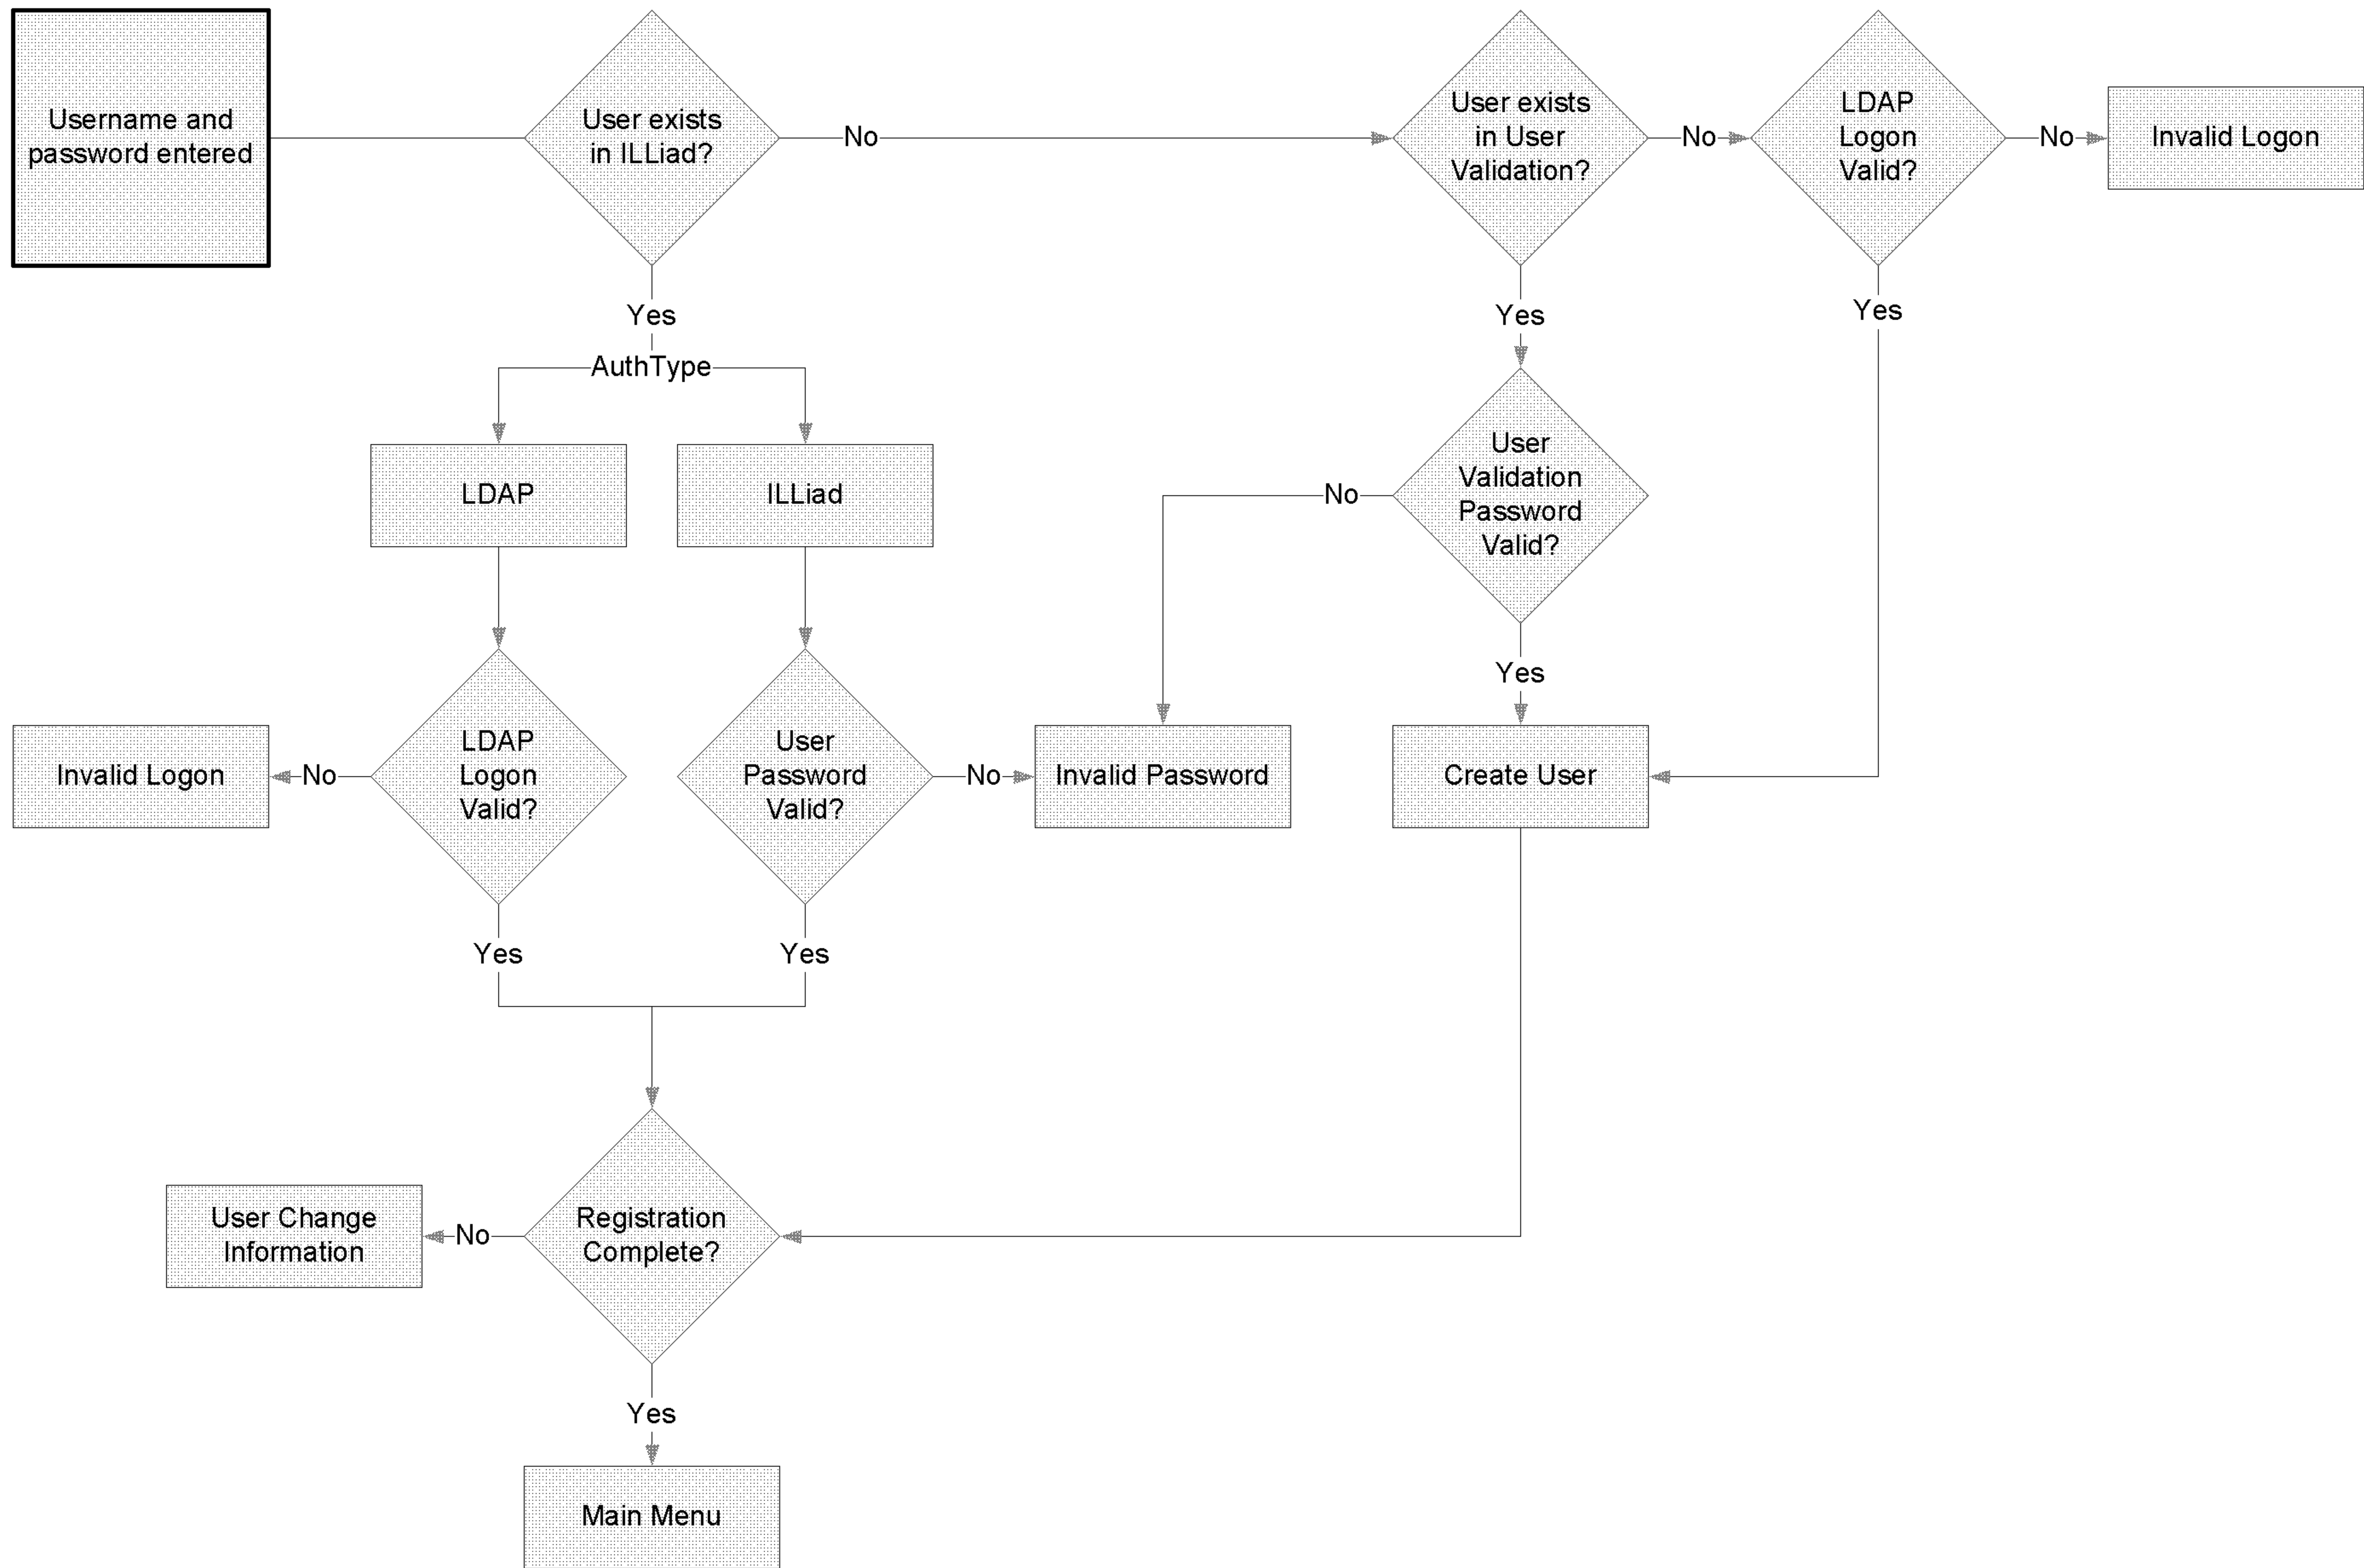 Username and
password entered
User exists
in ILLiad?
No
User exists
in User
Validation?
No
LDAP
Logon
Valid?
No
Invalid Logon
Yes
Yes
Yes
AuthType
LDAP
ILLiad
No
User
Validation
Password
Valid?
Yes
Invalid Logon
No
LDAP
Logon
Valid?
User
Password
Valid?
No
Invalid Password
Create User
Yes
Yes
User Change
Information
No
Registration
Complete?
Yes
Main Menu